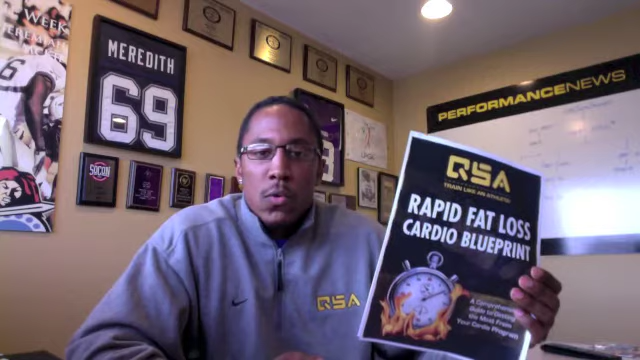 WEEK
MEREDITH
69
SOCON
PERFORMANCENEWS
QSA
TRAIN LIKE AN ATHLETE!
RAPID FAT LOSS
CARDIO BLUEPRINT
A Comprehensive
Guide to Getting
the Most From
Your Cardio Program
QSA